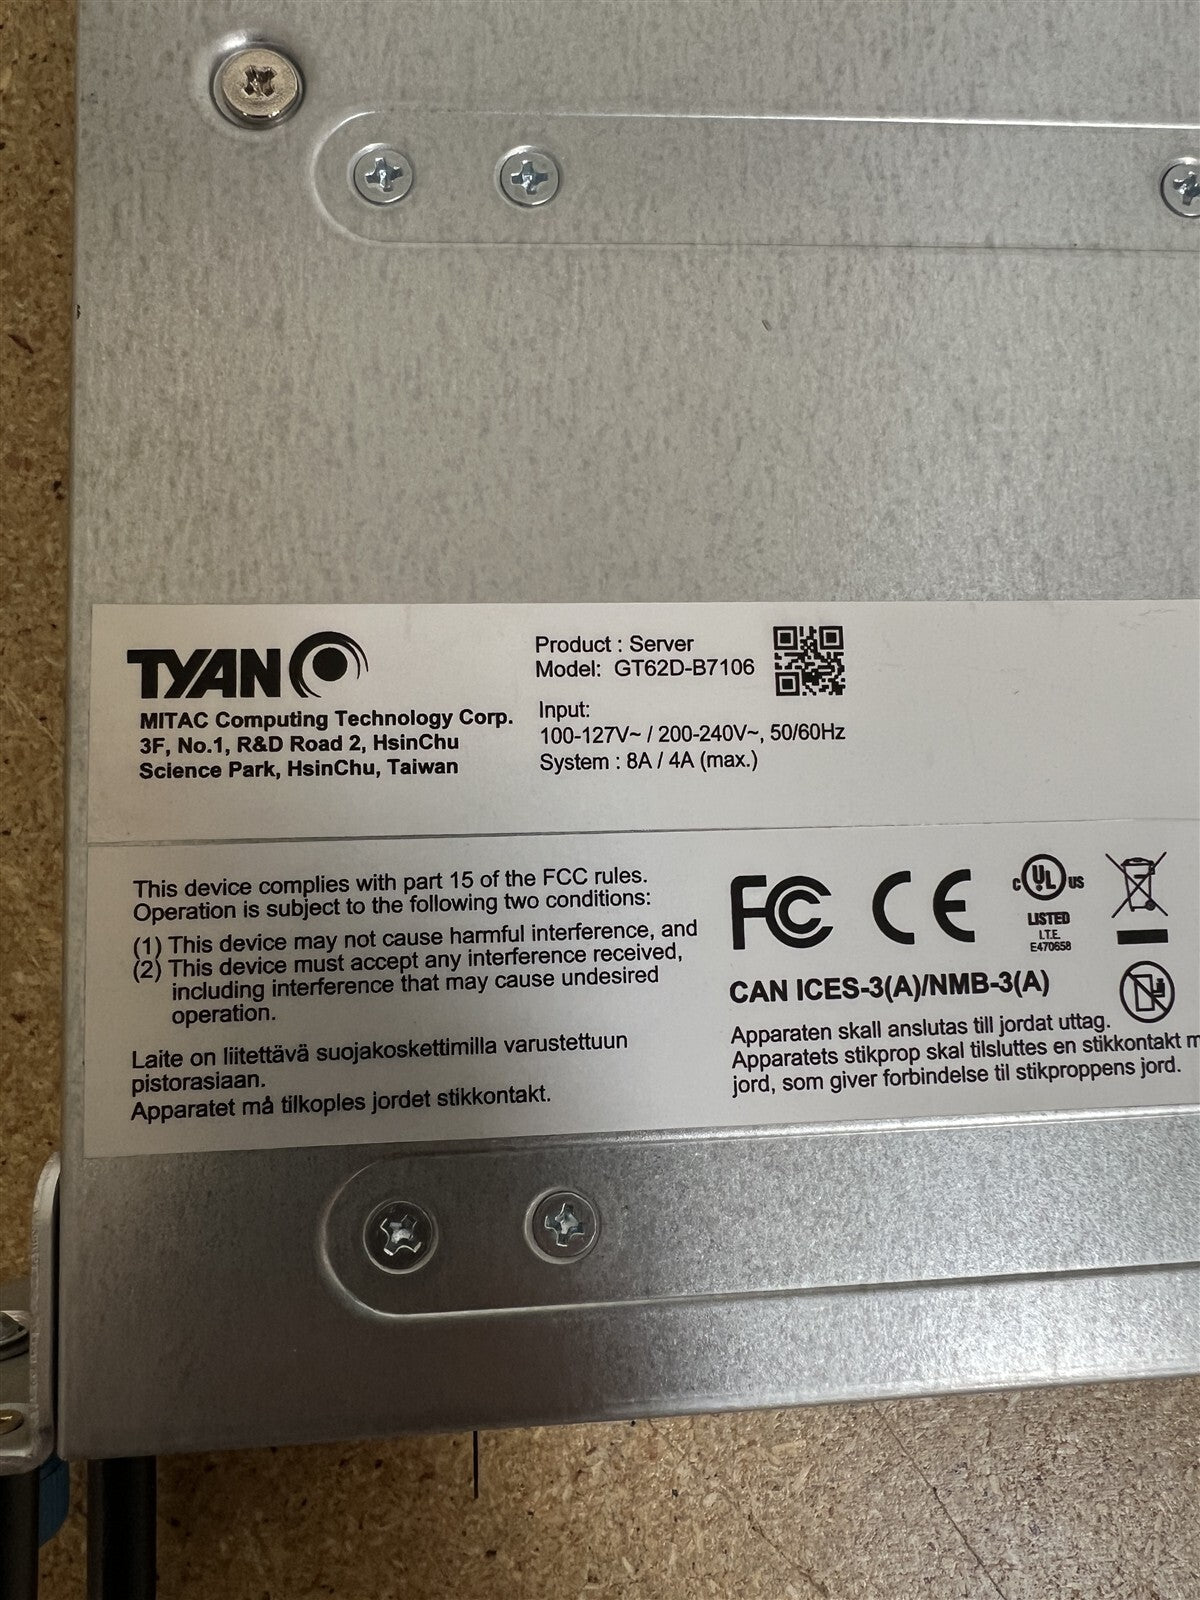 TYAN
MITAC Computing Technology Corp.
3F, No.1, R&D Road 2, HsinChu
Science Park, HsinChu, Taiwan
Product : Server
Model: GT62D-B7106
Input:
100-127V~ / 200-240V~, 50/60Hz
System : 8A / 4A (max.)
This device complies with part 15 of the FCC rules.
Operation is subject to the following two conditions:
(1) This device may not cause harmful interference, and
(2) This device must accept any interference received,
including interference that may cause undesired
operation.
Laite on liitettävä suojakoskettimilla varustettuun
pistorasiaan.
Apparatet må tilkoples jordet stikkontakt.
FC CE
c UL US
LISTED
I.T.E.
E470658
CAN ICES-3(A)/NMB-3(A)
Apparaten skall anslutas till jordat uttag.
Apparatets stikprop skal tilsluttes en stikkontakt m
jord, som giver forbindelse til stikproppens jord.